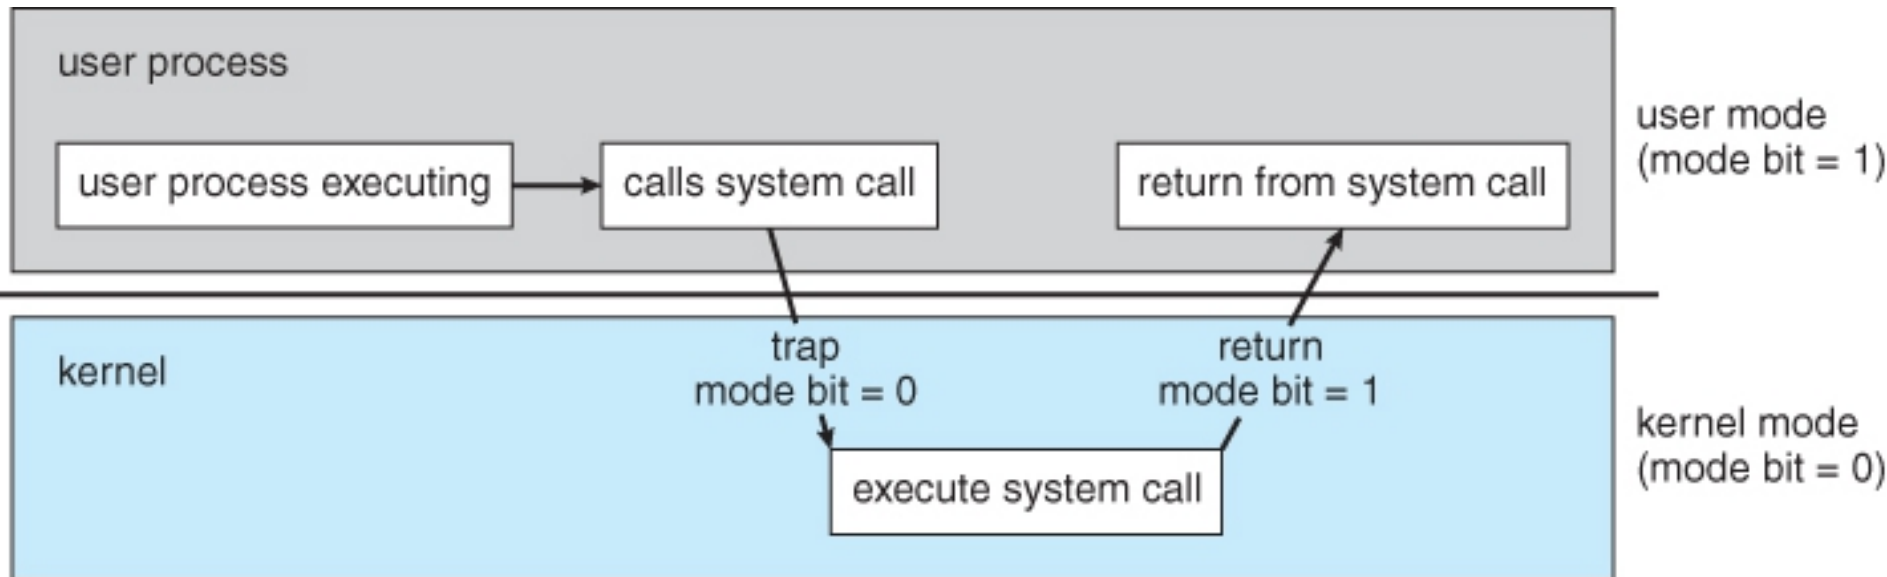 user process
user process executing
calls system call
return from system call
user mode
(mode bit = 1)
kernel
trap
mode bit = 0
return
mode bit = 1
execute system call
kernel mode
(mode bit = 0)